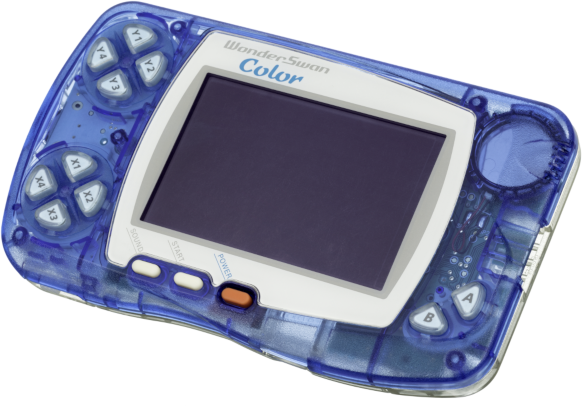 WonderSwan
Color
Y1
Y4
Y2
Y3
X1
X4
X2
X3
SOUND
START
POWER
A
B